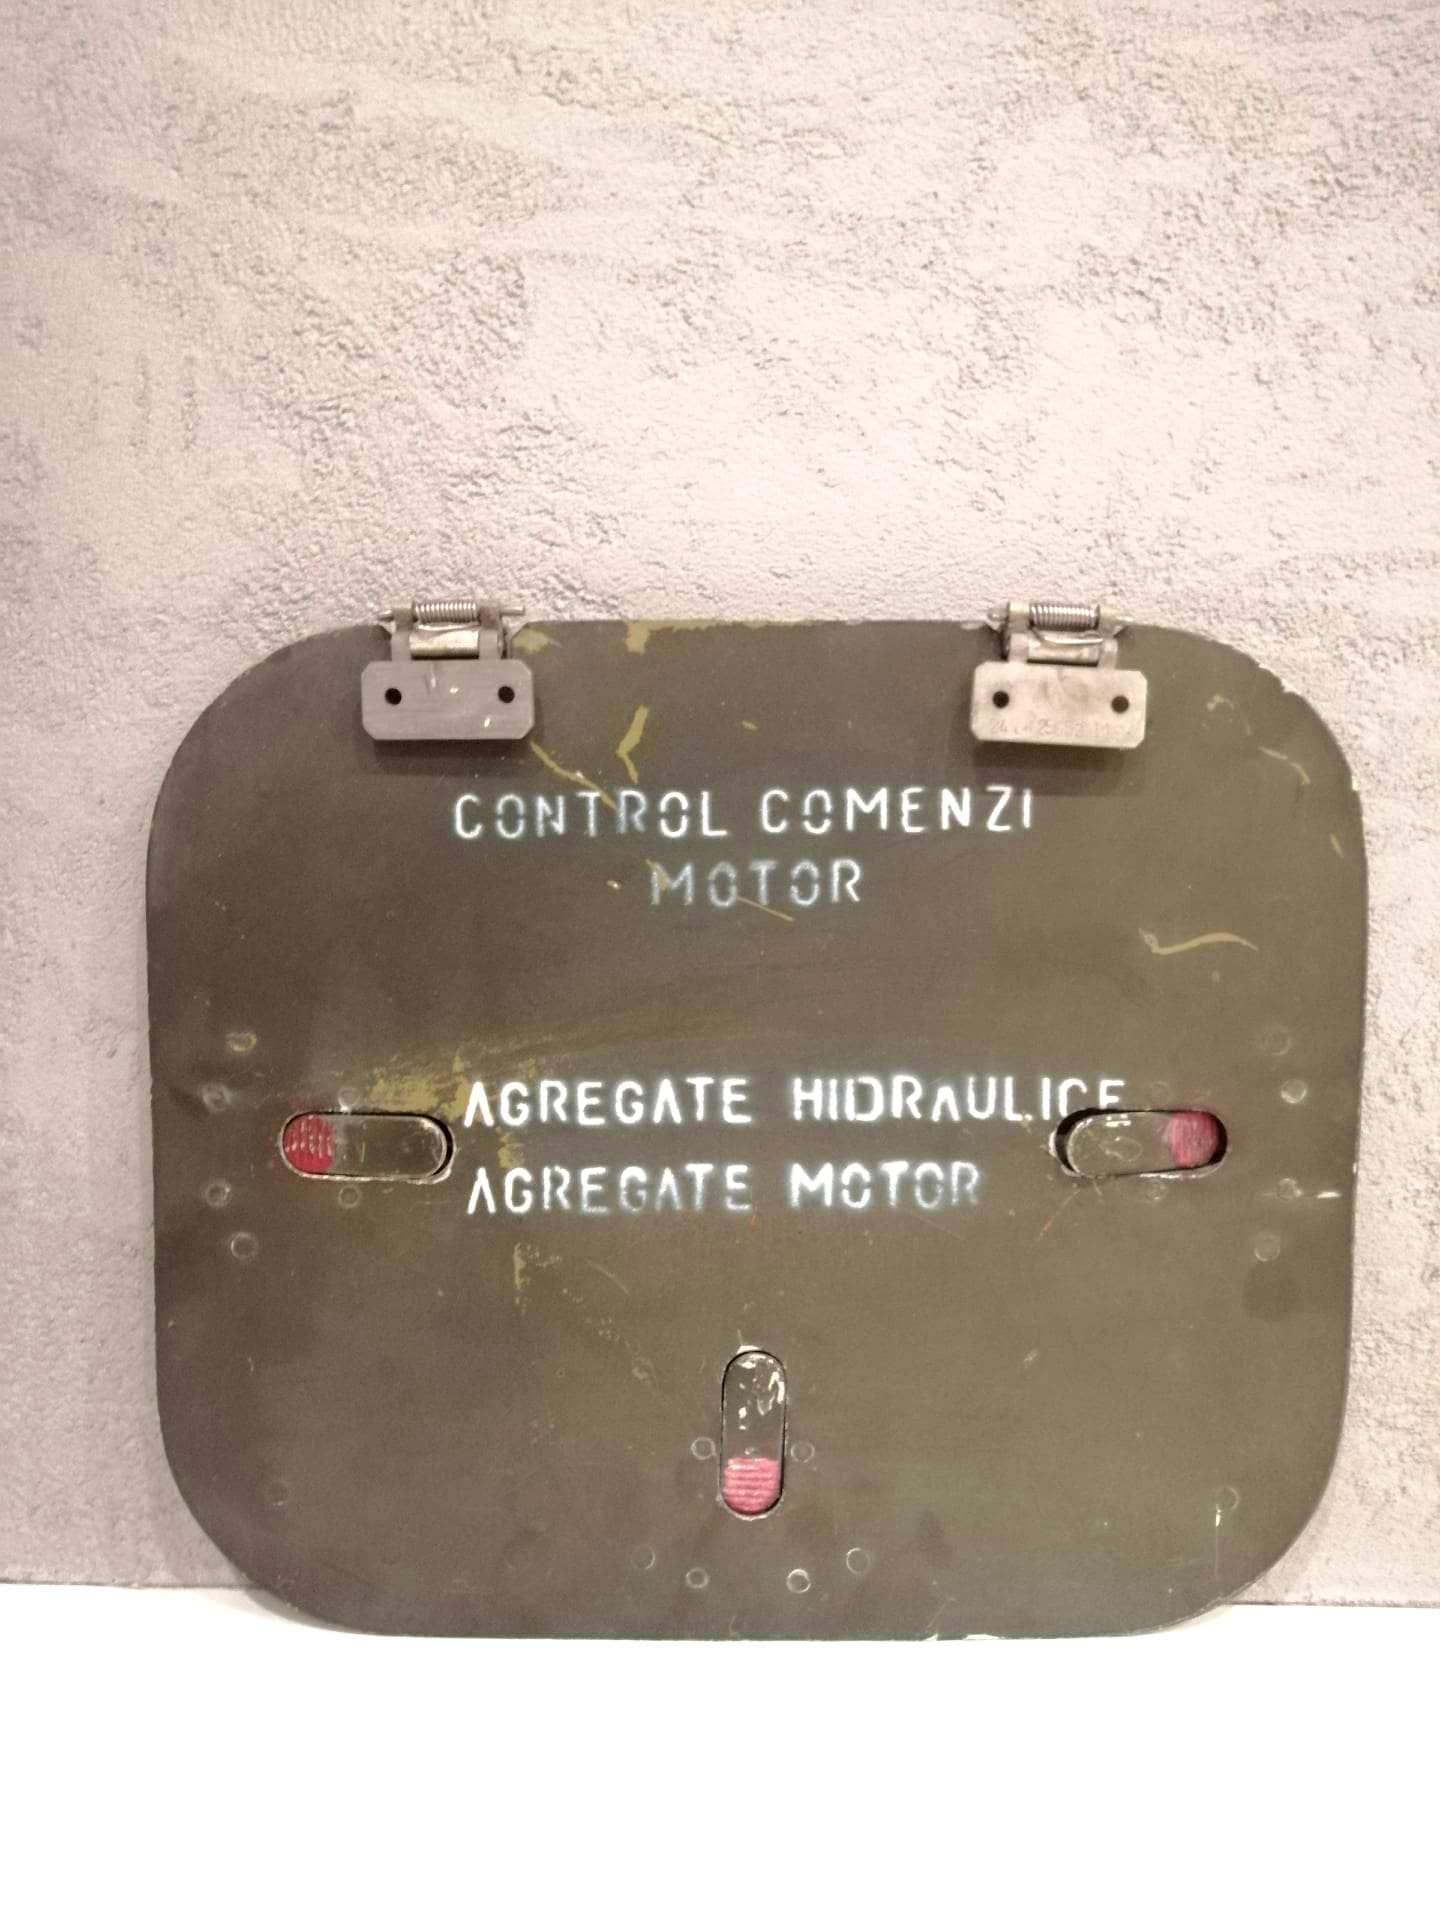 CONTROL COMENZI
MOTOR
AGREGATE HIDRAULICE
AGREGATE MOTOR